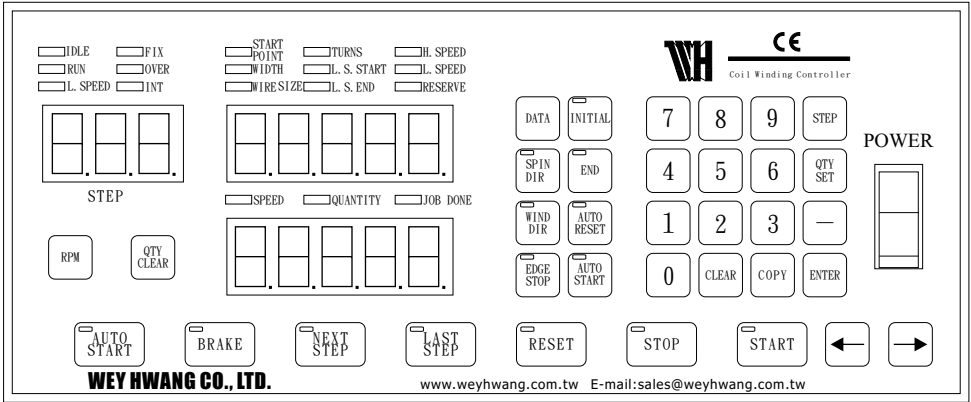 IDLE FIX
RUN OVER
L. SPEED INT
START POINT TURNS H. SPEED
WIDTH L. S. START L. SPEED
WIRE SIZE L. S. END RESERVE
WH
CE
Coil Winding Controller
STEP
SPEED QUANTITY JOB DONE
RPM
QTY
CLEAR
DATA INITIAL
SPIN DIR END
WIND DIR AUTO RESET
EDGE STOP AUTO START
7 8 9 STEP
4 5 6 QTY SET
1 2 3 —
0 CLEAR COPY ENTER
POWER
AUTO START BRAKE NEXT STEP LAST STEP RESET STOP START
WEY HWANG CO., LTD.
www.weyhwang.com.tw E-mail:sales@weyhwang.com.tw